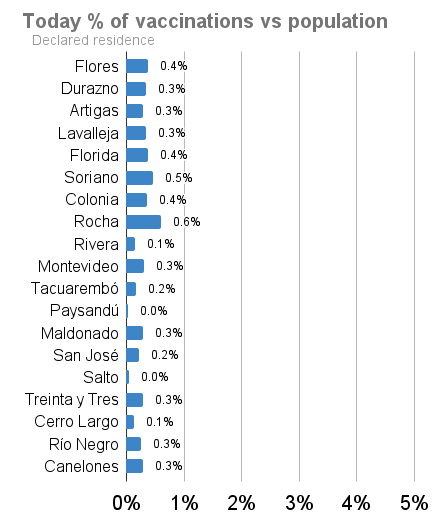 Today % of vaccinations vs population
Declared residence
Flores 0.4%
Durazno 0.3%
Artigas 0.3%
Lavalleja 0.3%
Florida 0.4%
Soriano 0.5%
Colonia 0.4%
Rocha 0.6%
Rivera 0.1%
Montevideo 0.3%
Tacuarembó 0.2%
Paysandú 0.0%
Maldonado 0.3%
San José 0.2%
Salto 0.0%
Treinta y Tres 0.3%
Cerro Largo 0.1%
Río Negro 0.3%
Canelones 0.3%
0% 1% 2% 3% 4% 5%